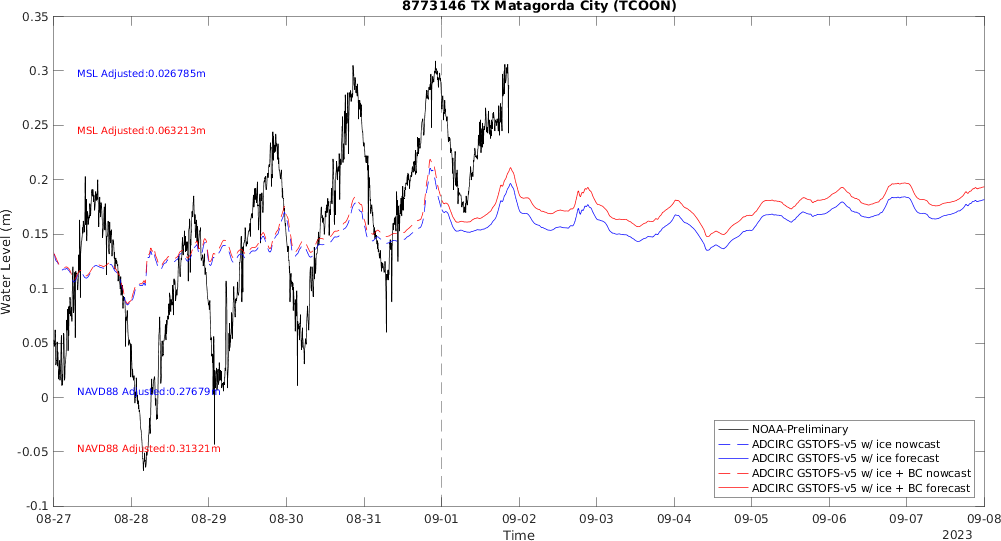 8773146 TX Matagorda City (TCOON)
0.35
0.3
0.25
0.2
0.15
0.1
0.05
0
-0.05
-0.1
Water Level (m)
MSL Adjusted:0.026785m
MSL Adjusted:0.063213m
NAVD88 Adjusted:0.27679m
NAVD88 Adjusted:0.31321m
NOAA-Preliminary
ADCIRC GSTOFS-v5 w/ ice nowcast
ADCIRC GSTOFS-v5 w/ ice forecast
ADCIRC GSTOFS-v5 w/ ice + BC nowcast
ADCIRC GSTOFS-v5 w/ ice + BC forecast
08-27 08-28 08-29 08-30 08-31 09-01 09-02 09-03 09-04 09-05 09-06 09-07 09-08
Time
2023